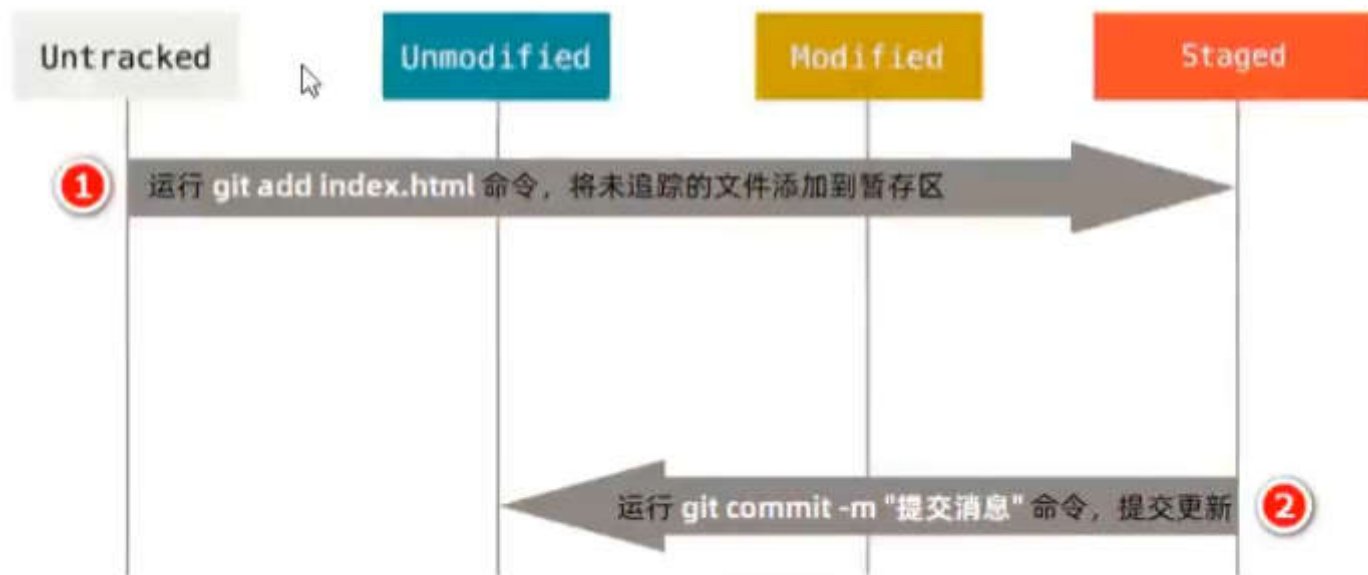 Untracked
Unmodified
Modified
Staged
1
运行 git add index.html 命令，将未追踪的文件添加到暂存区
运行 git commit -m "提交消息" 命令，提交更新
2